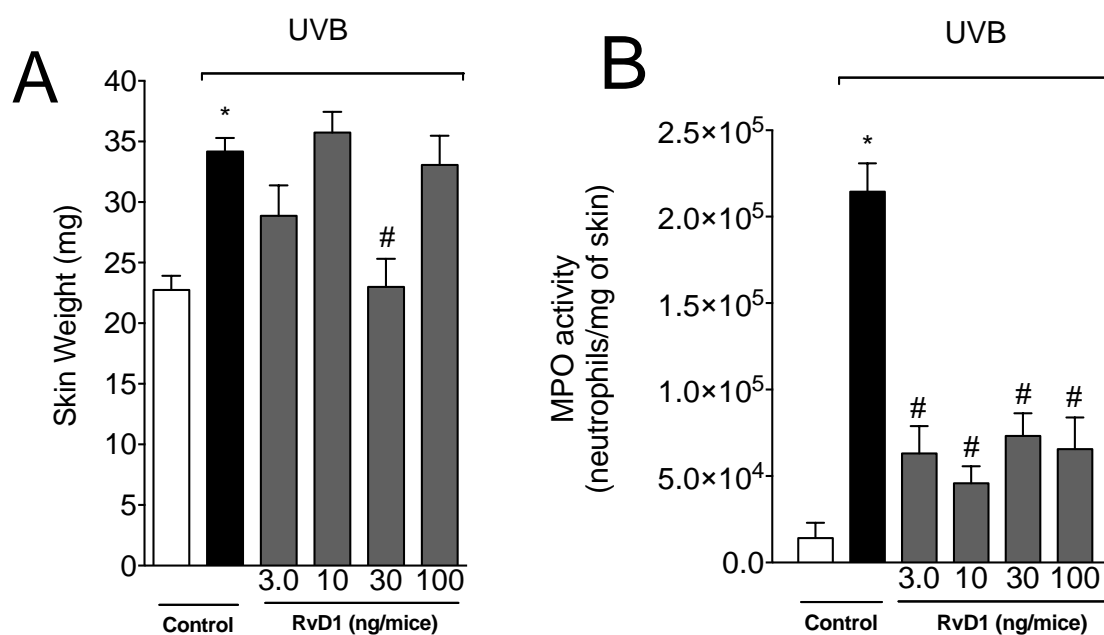 A
UVB
Skin Weight (mg)
40
35
30
25
20
15
10
5
0
*
#
3.0 10 30 100
Control RvD1 (ng/mice)
B
UVB
MPO activity
(neutrophils/mg of skin)
2.5×10⁵
2.0×10⁵
1.5×10⁵
1.0×10⁵
5.0×10⁴
0.0
*
# # # #
3.0 10 30 100
Control RvD1 (ng/mice)